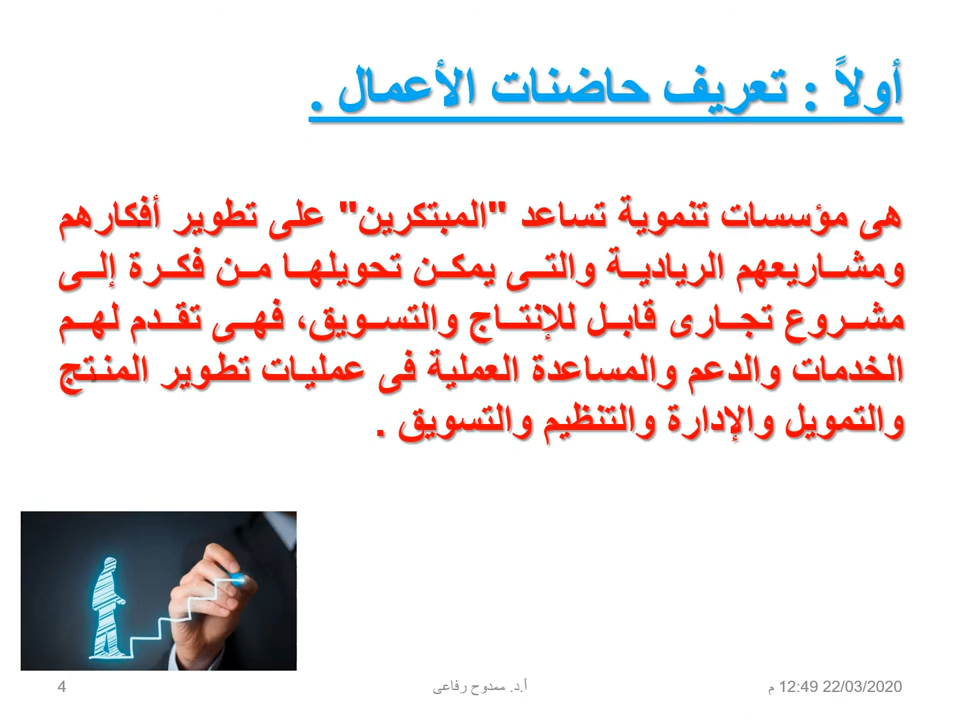 أولاً : تعريف حاضنات الأعمال .
هى مؤسسات تنموية تساعد "المبتكرين" على تطوير أفكارهم
ومشاريعهم الريادية والتى يمكن تحويلها من فكرة إلى
مشروع تجارى قابل للإنتاج والتسويق، فهى تقدم لهم
الخدمات والدعم والمساعدة العملية فى عمليات تطوير المنتج
والتمويل والإدارة والتنظيم والتسويق .
22/03/2020 12:49 م
أ.د. ممدوح رفاعى
4